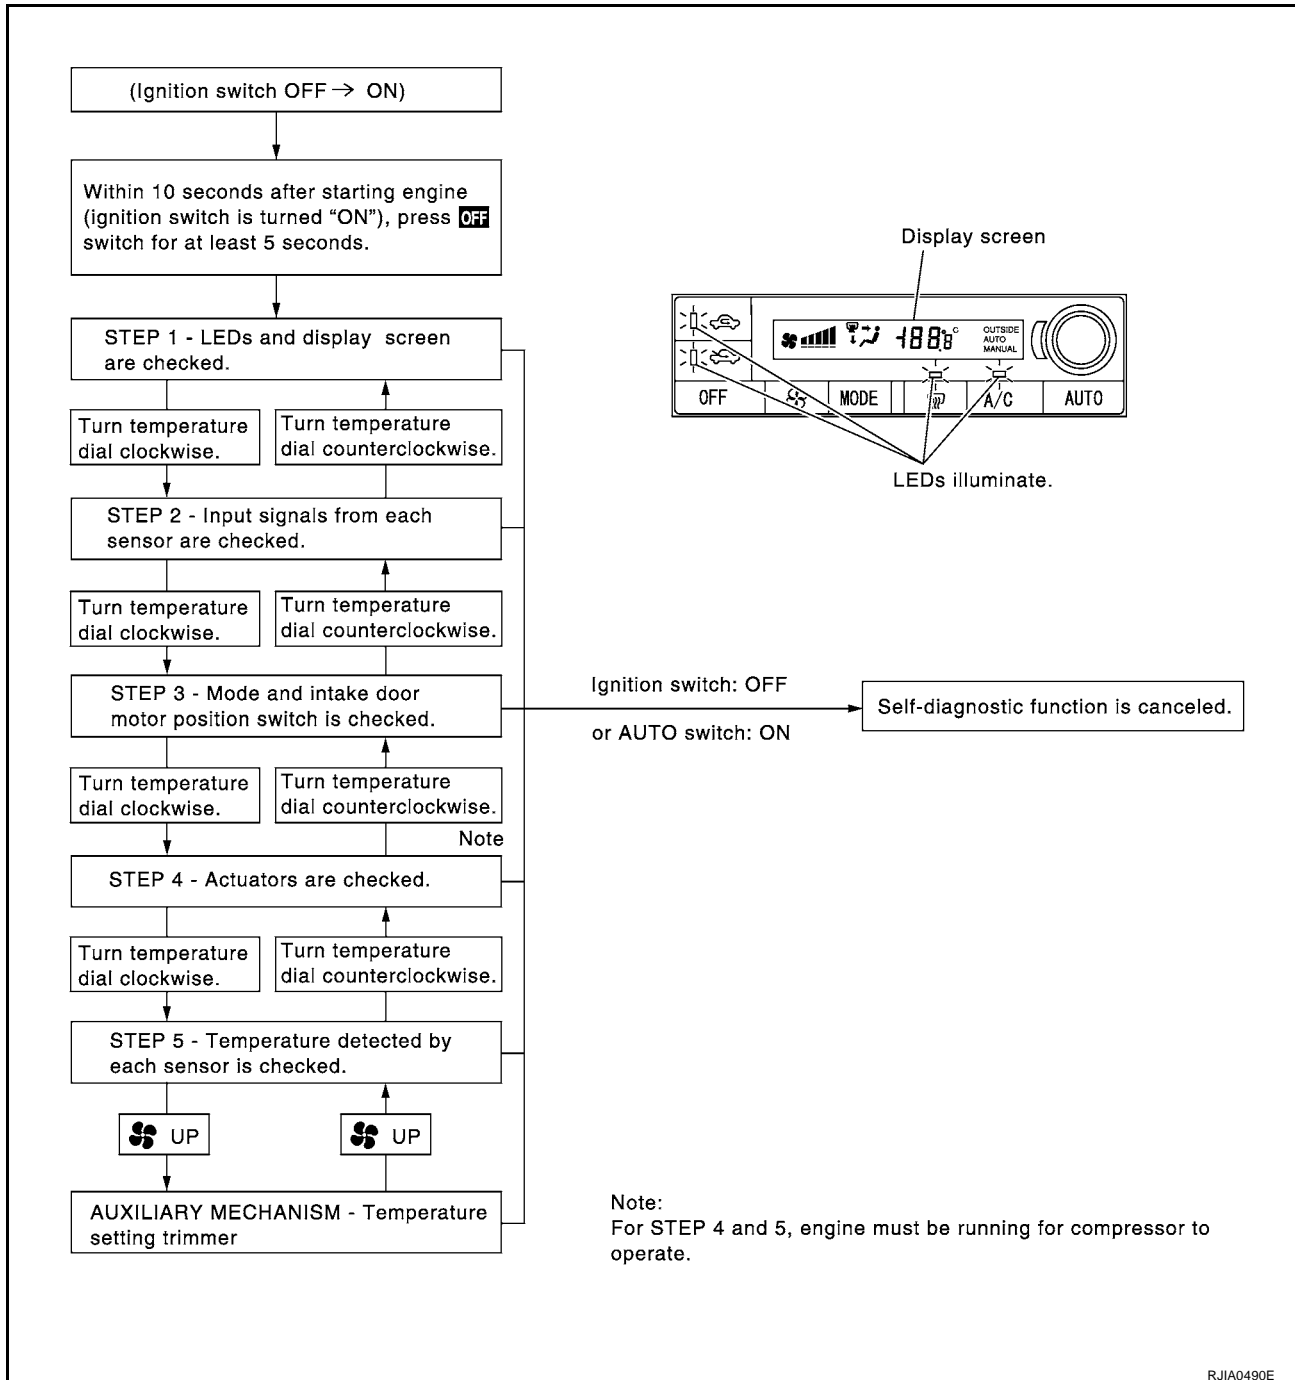 (Ignition switch OFF → ON)
Within 10 seconds after starting engine
(ignition switch is turned “ON”), press OFF
switch for at least 5 seconds.
STEP 1 - LEDs and display screen
are checked.
Turn temperature
dial clockwise.
Turn temperature
dial counterclockwise.
STEP 2 - Input signals from each
sensor are checked.
Turn temperature
dial clockwise.
Turn temperature
dial counterclockwise.
STEP 3 - Mode and intake door
motor position switch is checked.
Turn temperature
dial clockwise.
Turn temperature
dial counterclockwise.
Note
STEP 4 - Actuators are checked.
Turn temperature
dial clockwise.
Turn temperature
dial counterclockwise.
STEP 5 - Temperature detected by
each sensor is checked.
UP
UP
AUXILIARY MECHANISM - Temperature
setting trimmer
Display screen
-188.8°C
OUTSIDE
AUTO
MANUAL
OFF
MODE
A/C
AUTO
LEDs illuminate.
Ignition switch: OFF
or AUTO switch: ON
Self-diagnostic function is canceled.
Note:
For STEP 4 and 5, engine must be running for compressor to
operate.
RJIA0490E